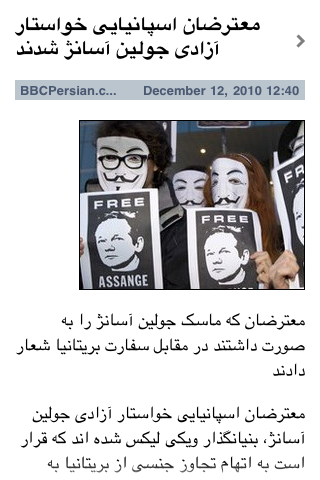 معترضان اسپانیایی خواستار
آزادی جولین آسانژ شدند
BBCPersian.c...
December 12, 2010 12:40
FREE
ASSANGE
FREE
معترضان که ماسک جولین آسانژ را به
صورت داشتند در مقابل سفارت بریتانیا شعار
دادند
معترضان اسپانیایی خواستار آزادی جولین
آسانژ، بنیانگذار ویکی لیکس شده اند که قرار
است به اتهام تجاوز جنسی از بریتانیا به